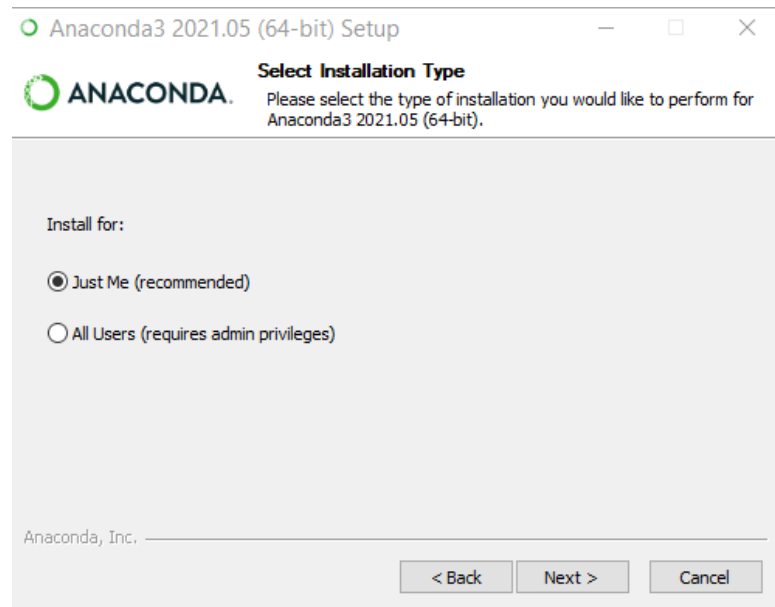 Anaconda3 2021.05 (64-bit) Setup
ANACONDA.
Select Installation Type
Please select the type of installation you would like to perform for
Anaconda3 2021.05 (64-bit).
Install for:
Just Me (recommended)
All Users (requires admin privileges)
Anaconda, Inc.
< Back
Next >
Cancel